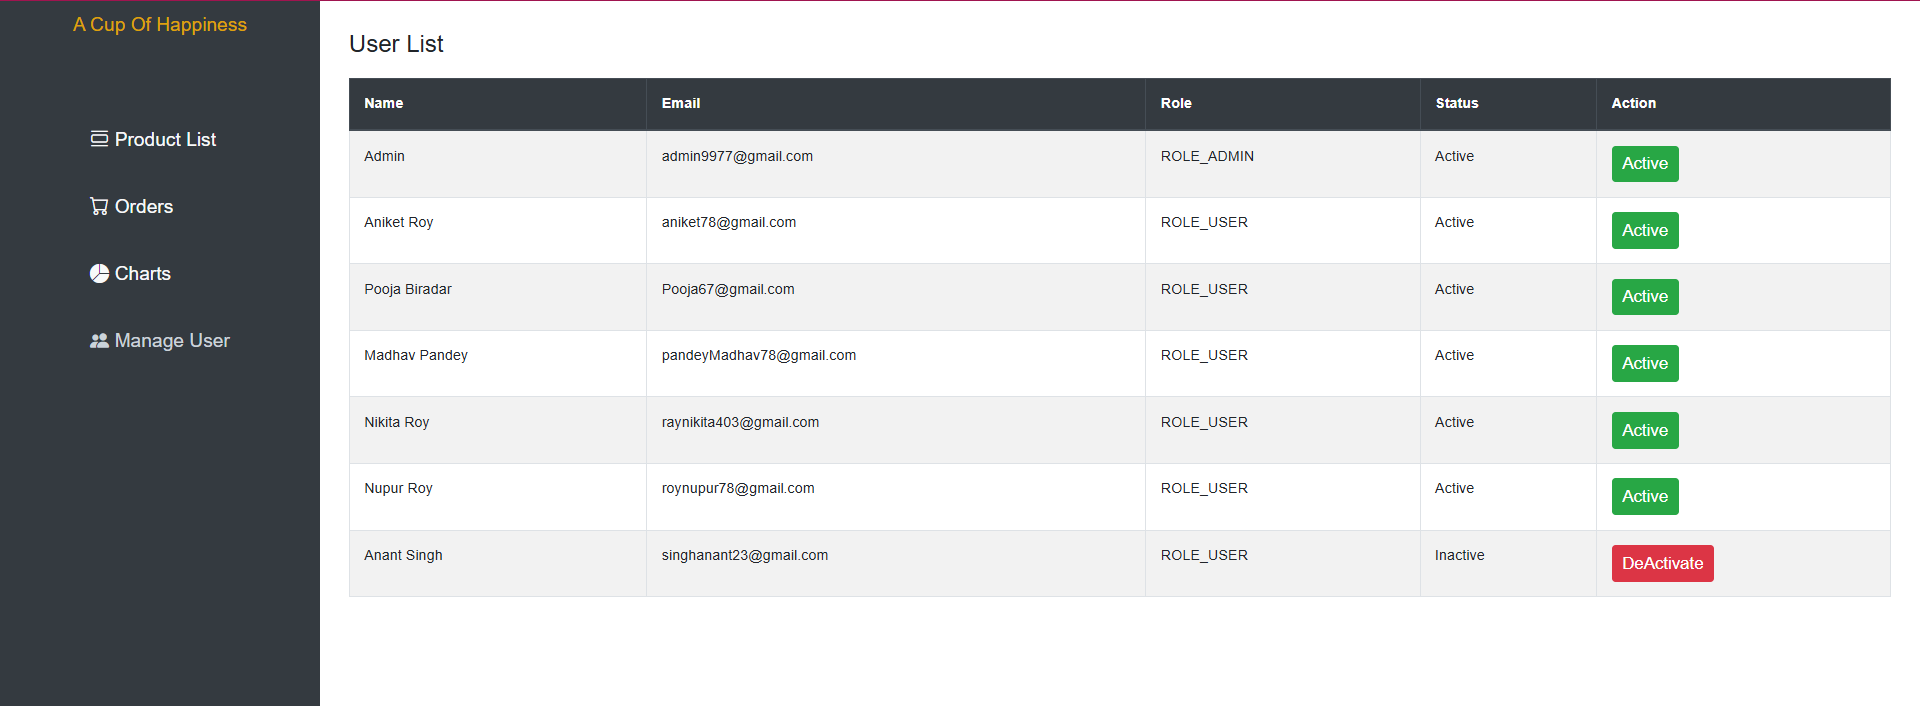 A Cup Of Happiness
Product List
Orders
Charts
Manage User
User List
Name Email Role Status Action
Admin admin9977@gmail.com ROLE_ADMIN Active Active
Aniket Roy aniket78@gmail.com ROLE_USER Active Active
Pooja Biradar Pooja67@gmail.com ROLE_USER Active Active
Madhav Pandey pandeyMadhav78@gmail.com ROLE_USER Active Active
Nikita Roy raynikita403@gmail.com ROLE_USER Active Active
Nupur Roy roynupur78@gmail.com ROLE_USER Active Active
Anant Singh singhanant23@gmail.com ROLE_USER Inactive DeActivate